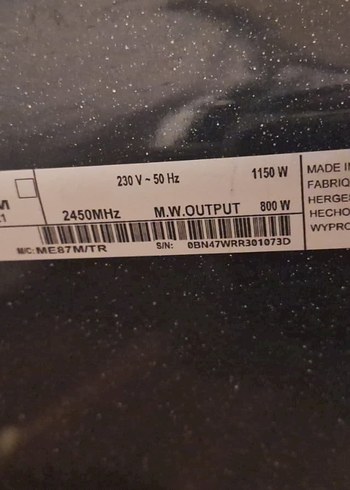 230 V ~ 50 Hz 1150 W
2450MHz M.W.OUTPUT 800 W
M/C: ME87M/TR S/N: 0BN47WRR301073D
M
MADE IN
FABRIQ
HERGE
HECHO
WYPRO